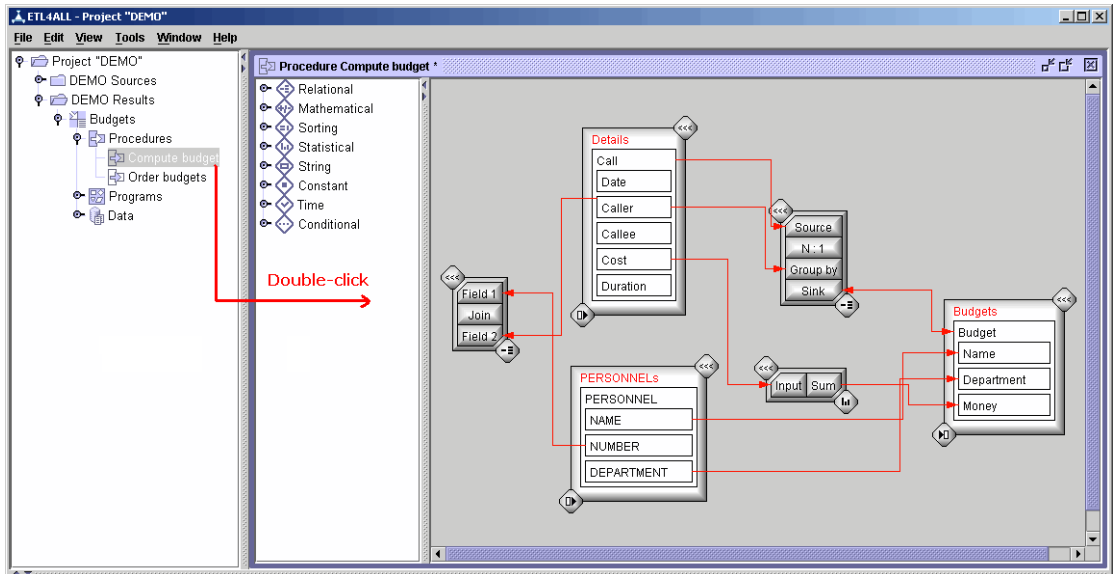 ETL4ALL - Project "DEMO"
File Edit View Tools Window Help
Project "DEMO"
DEMO Sources
DEMO Results
Budgets
Procedures
Compute budget
Order budgets
Programs
Data
Double-click
Procedure Compute budget *
Relational
Mathematical
Sorting
Statistical
String
Constant
Time
Conditional
<<<
Details
Call
Date
Caller
Callee
Cost
Duration
<<<
Source
N : 1
Group by
Sink
<<<
Field 1
Join
Field 2
<<<
PERSONNELs
PERSONNEL
NAME
NUMBER
DEPARTMENT
<<<
Input Sum
<<<
Budgets
Budget
Name
Department
Money